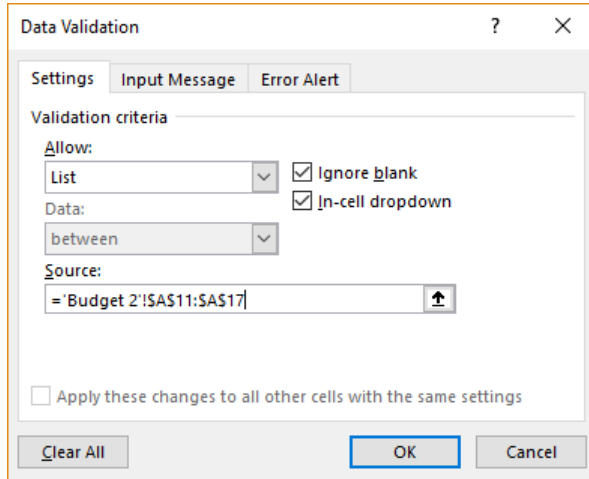 Data Validation ?
Settings Input Message Error Alert
Validation criteria
Allow:
List
Ignore blank
Data:
In-cell dropdown
between
Source:
='Budget 2'!$A$11:$A$17
Apply these changes to all other cells with the same settings
Clear All OK Cancel